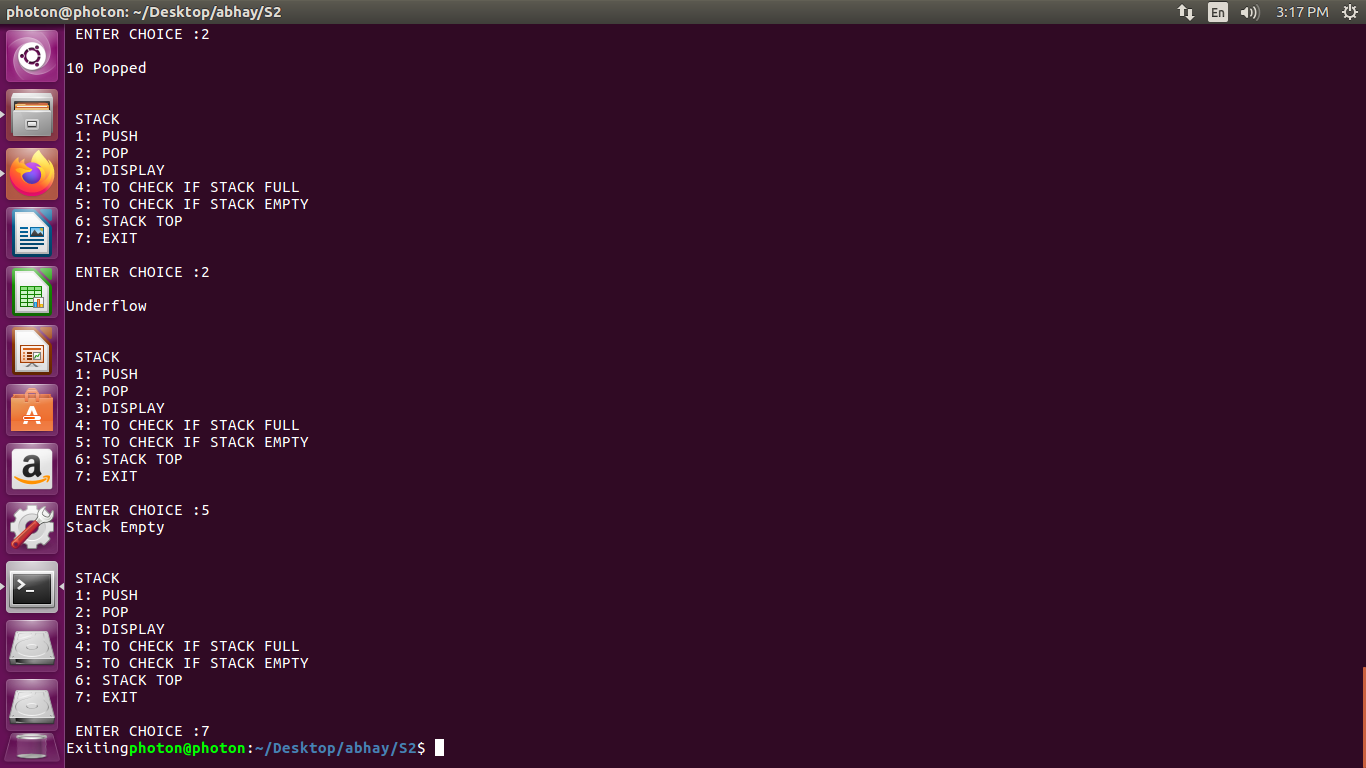 photon@photon: ~/Desktop/abhay/S2
En
3:17 PM
ENTER CHOICE :2
10 Popped
STACK
1: PUSH
2: POP
3: DISPLAY
4: TO CHECK IF STACK FULL
5: TO CHECK IF STACK EMPTY
6: STACK TOP
7: EXIT
ENTER CHOICE :2
Underflow
STACK
1: PUSH
2: POP
3: DISPLAY
4: TO CHECK IF STACK FULL
5: TO CHECK IF STACK EMPTY
6: STACK TOP
7: EXIT
ENTER CHOICE :5
Stack Empty
STACK
1: PUSH
2: POP
3: DISPLAY
4: TO CHECK IF STACK FULL
5: TO CHECK IF STACK EMPTY
6: STACK TOP
7: EXIT
ENTER CHOICE :7
Exitingphoton@photon:~/Desktop/abhay/S2$